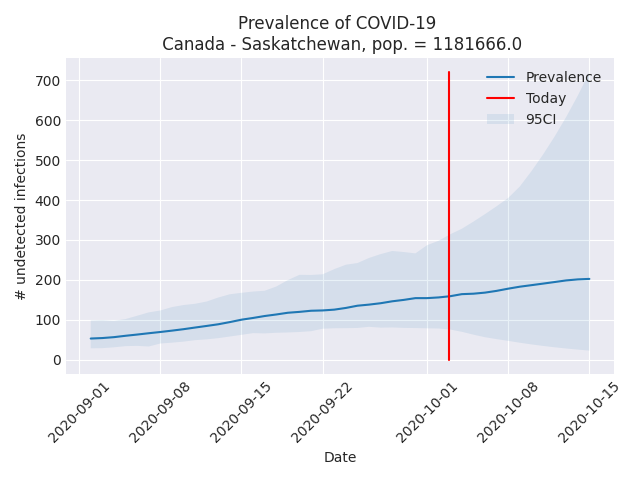 Prevalence of COVID-19
Canada - Saskatchewan, pop. = 1181666.0
700
600
500
400
300
200
100
0
# undetected infections
Prevalence
Today
95CI
2020-09-01
2020-09-08
2020-09-15
2020-09-22
2020-10-01
2020-10-08
2020-10-15
Date